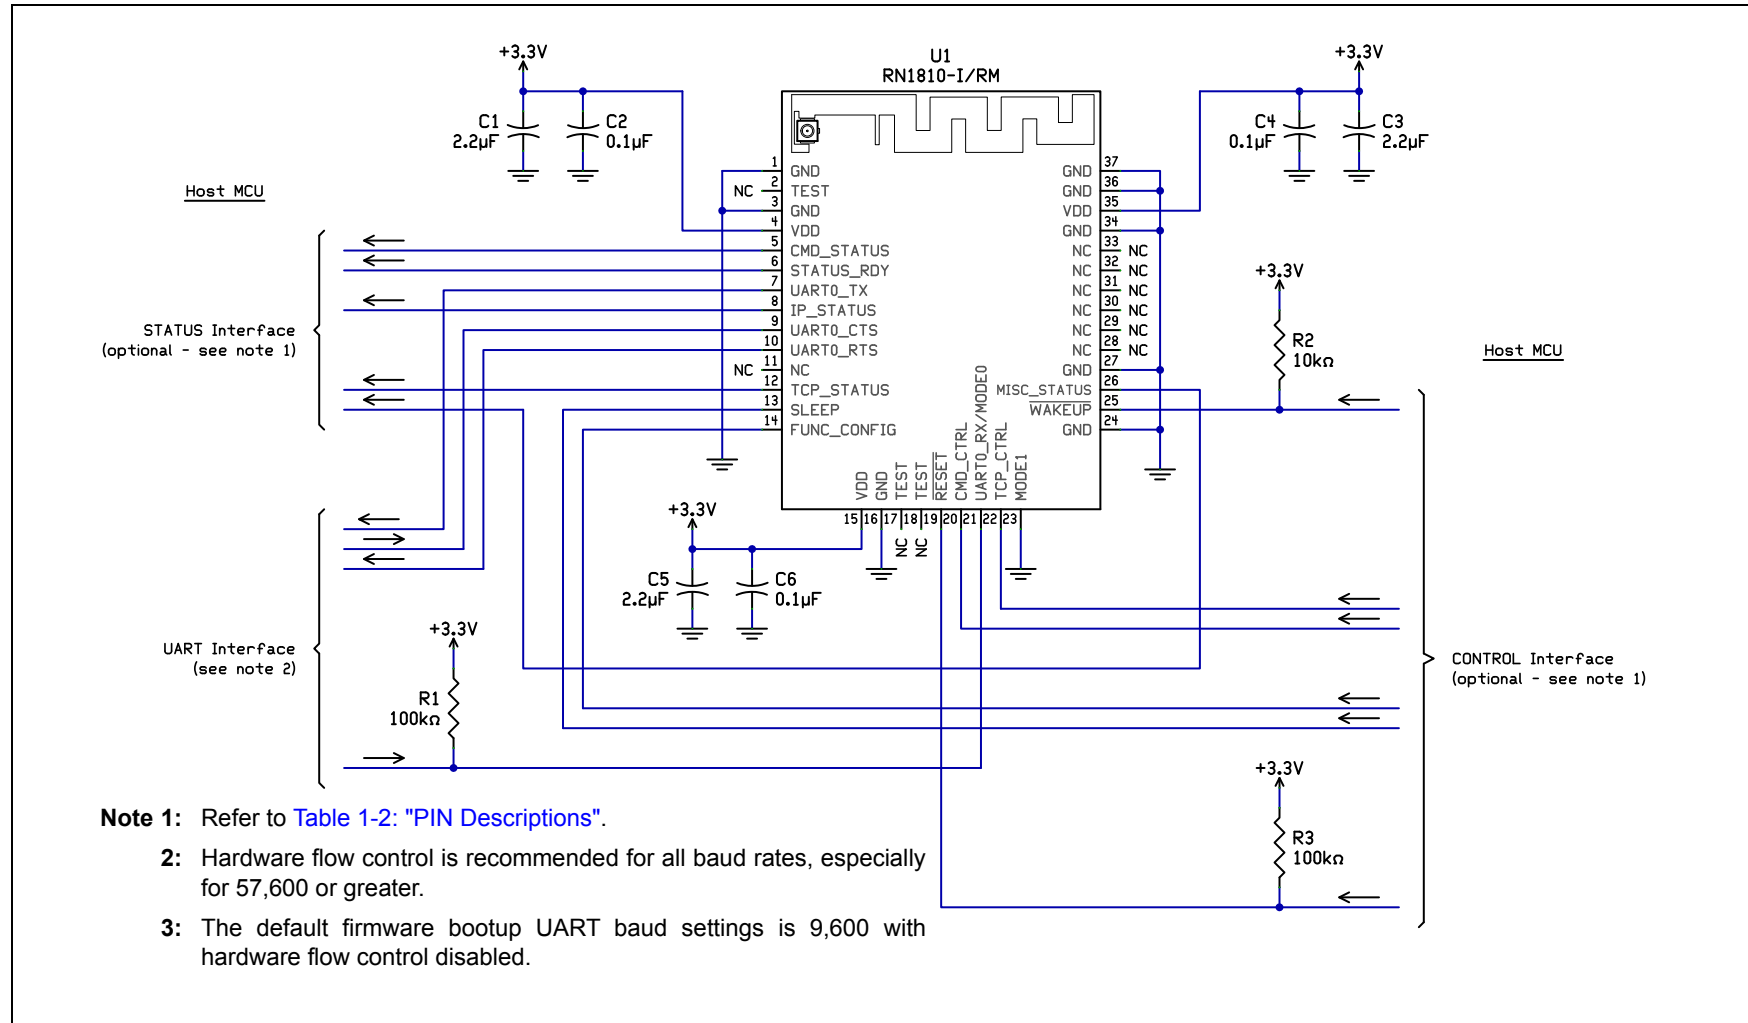 U1
RN1810-I/RM
+3.3V
C1
2.2µF
C2
0.1µF
+3.3V
C4
0.1µF
C3
2.2µF
Host MCU
1
GND
2
NC
TEST
3
GND
4
VDD
5
CMD_STATUS
6
STATUS_RDY
7
UART0_TX
8
IP_STATUS
9
UART0_CTS
10
UART0_RTS
11
NC
NC
12
TCP_STATUS
13
SLEEP
14
FUNC_CONFIG
37
GND
36
GND
35
VDD
34
GND
33
NC
NC
32
NC
NC
31
NC
NC
30
NC
NC
29
NC
NC
28
NC
NC
27
GND
26
MISC_STATUS
25
WAKEUP
24
GND
STATUS Interface
(optional - see note 1)
+3.3V
R2
10kΩ
Host MCU
VDD
GND
TEST
TEST
RESET
CMD_CTRL
UART0_RX/MODE0
TCP_CTRL
MODE1
15 16 17 18 19 20 21 22 23
NC
NC
+3.3V
C5
2.2µF
C6
0.1µF
UART Interface
(see note 2)
+3.3V
R1
100kΩ
CONTROL Interface
(optional - see note 1)
+3.3V
R3
100kΩ
Note 1: Refer to Table 1-2: "PIN Descriptions".
2: Hardware flow control is recommended for all baud rates, especially
for 57,600 or greater.
3: The default firmware bootup UART baud settings is 9,600 with
hardware flow control disabled.